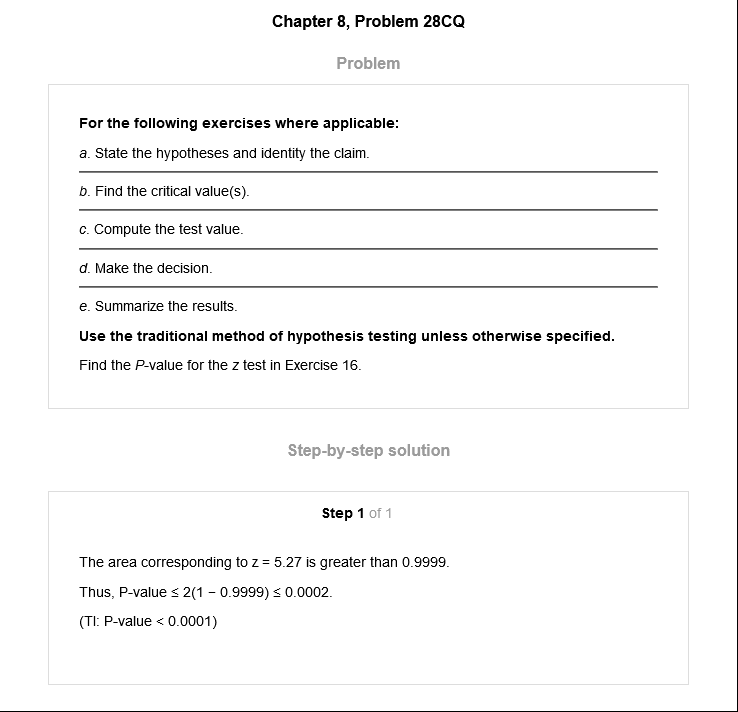 Chapter 8, Problem 28CQ
Problem
For the following exercises where applicable:
a. State the hypotheses and identity the claim.
b. Find the critical value(s).
c. Compute the test value.
d. Make the decision.
e. Summarize the results.
Use the traditional method of hypothesis testing unless otherwise specified.
Find the P-value for the z test in Exercise 16.
Step-by-step solution
Step 1 of 1
The area corresponding to z = 5.27 is greater than 0.9999.
Thus, P-value ≤ 2(1 − 0.9999) ≤ 0.0002.
(TI: P-value < 0.0001)